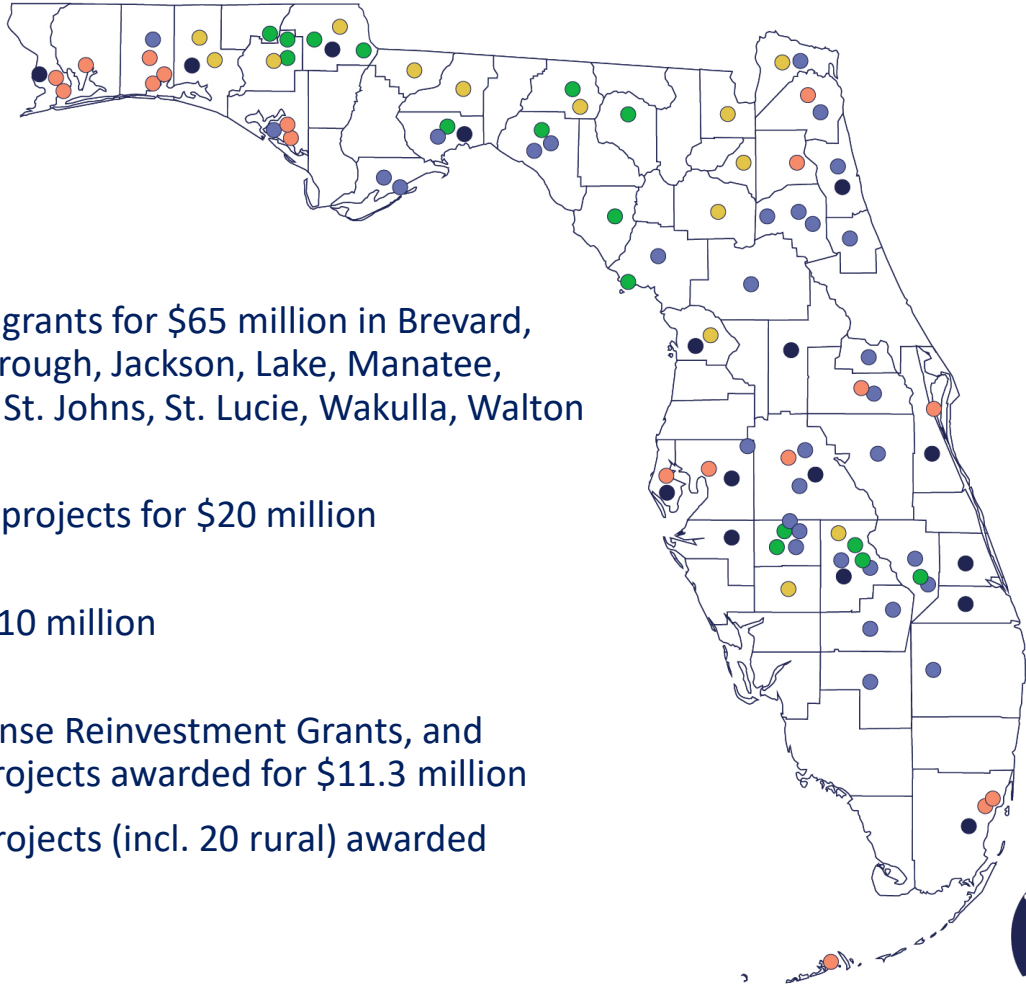 grants for $65 million in Brevard,
rough, Jackson, Lake, Manatee,
St. Johns, St. Lucie, Wakulla, Walton
projects for $20 million
10 million
nse Reinvestment Grants, and
rojects awarded for $11.3 million
rojects (incl. 20 rural) awarded